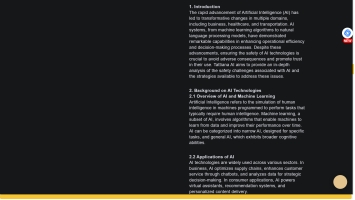 1. Introduction
The rapid advancement of Artificial Intelligence (AI) has
led to transformative changes in multiple domains,
including business, healthcare, and transportation. AI
systems, from machine learning algorithms to natural
language processing models, have demonstrated
remarkable capabilities in enhancing operational efficiency
and decision-making processes. Despite these
advancements, ensuring the safety of AI technologies is
crucial to avoid adverse consequences and promote trust
in their use. AI aims to provide an in-depth
analysis of the safety challenges associated with AI and
the strategies available to address these issues.
2. Background on AI Technologies
2.1 Overview of AI and Machine Learning
Artificial Intelligence refers to the simulation of human
intelligence in machines programmed to perform tasks that
typically require human intelligence. Machine learning, a
subset of AI, involves algorithms that enable machines to
learn from data and improve their performance over time.
AI can be categorized into narrow AI, designed for specific
tasks, and general AI, which exhibits broader cognitive
abilities.
2.2 Applications of AI
AI technologies are widely used across various sectors. In
business, AI optimizes supply chains, enhances customer
service through chatbots, and analyzes data for strategic
decision-making. In consumer applications, AI powers
virtual assistants, recommendation systems, and
personalized content delivery.